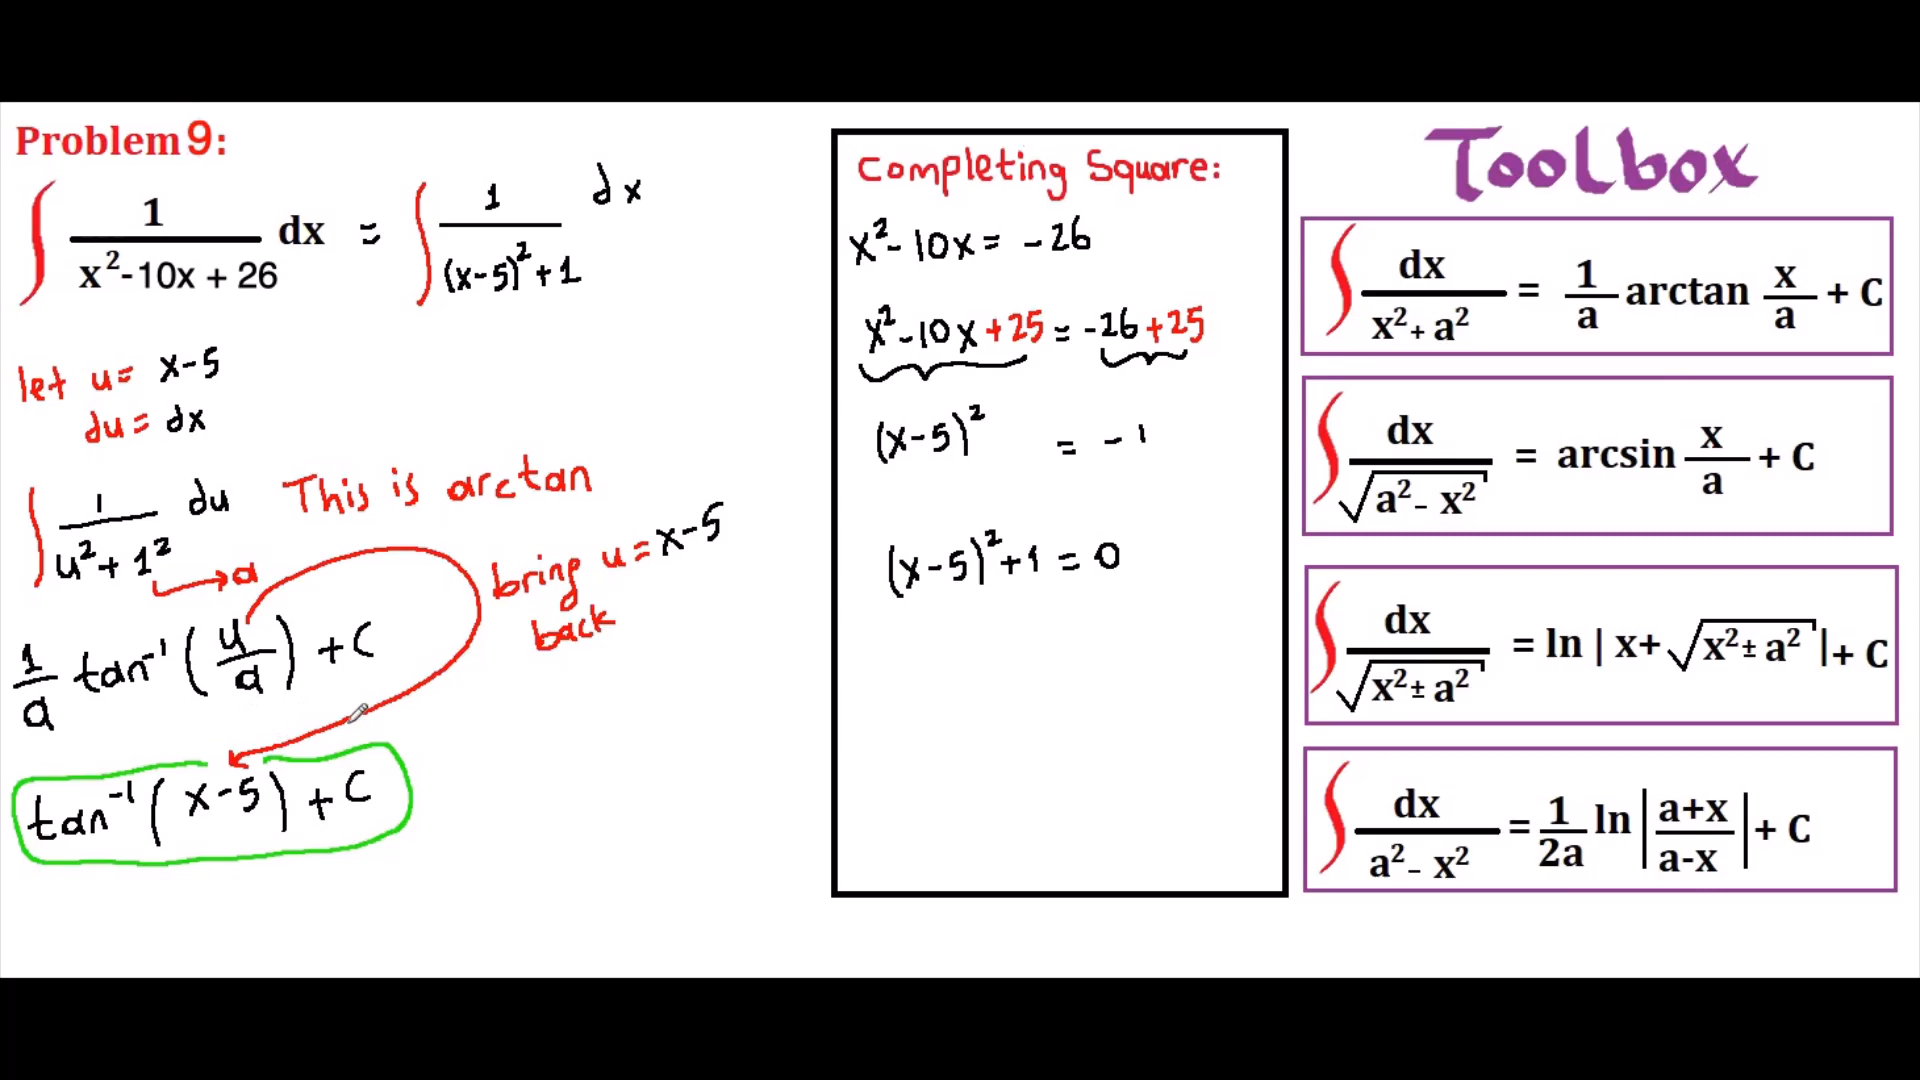 Problem 9:
∫ 1/(x²-10x + 26) dx = ∫ 1/((x-5)²+1) dx
let u= x-5
du= dx
∫ 1/(u²+1²) du This is arctan
→a
bring u=x-5
back
1/a tan⁻¹(u/a)+C
tan⁻¹(x-5)+C
Completing Square:
x²-10x= -26
x²-10x+25=-26+25
(x-5)² = -1
(x-5)²+1=0
Toolbox
∫ dx/(x²+a²) = 1/a arctan x/a + C
∫ dx/√(a²- x²) = arcsin x/a + C
∫ dx/√(x²± a²) = ln | x+ √(x²± a²) |+ C
∫ dx/(a²- x²) = 1/2a ln |(a+x)/(a-x)| + C